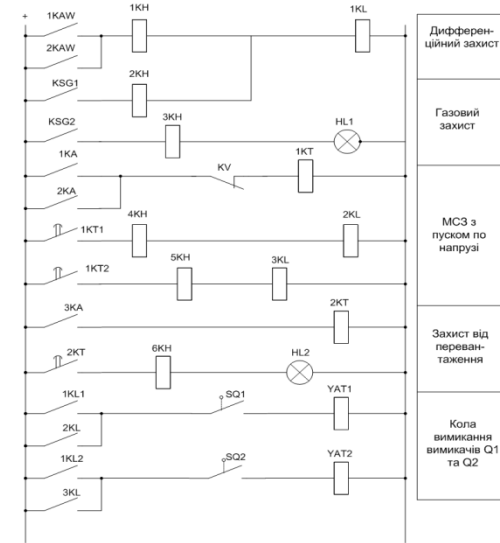 1KH
1KL
+
1KAW
2KAW
Дифферен-
ційний захист
2KH
KSG1
KSG2
3KH
HL1
Газовий
захист
1KA
KV
1KT
2KA
4KH
2KL
1KT1
МСЗ з
пуском по
напрузі
5KH
3KL
1KT2
3KA
2KT
Захист від
переван-
таження
2KT
6KH
HL2
1KL1
SQ1
YAT1
2KL
Кола
вимикання
вимикачів Q1
та Q2
1KL2
SQ2
YAT2
3KL